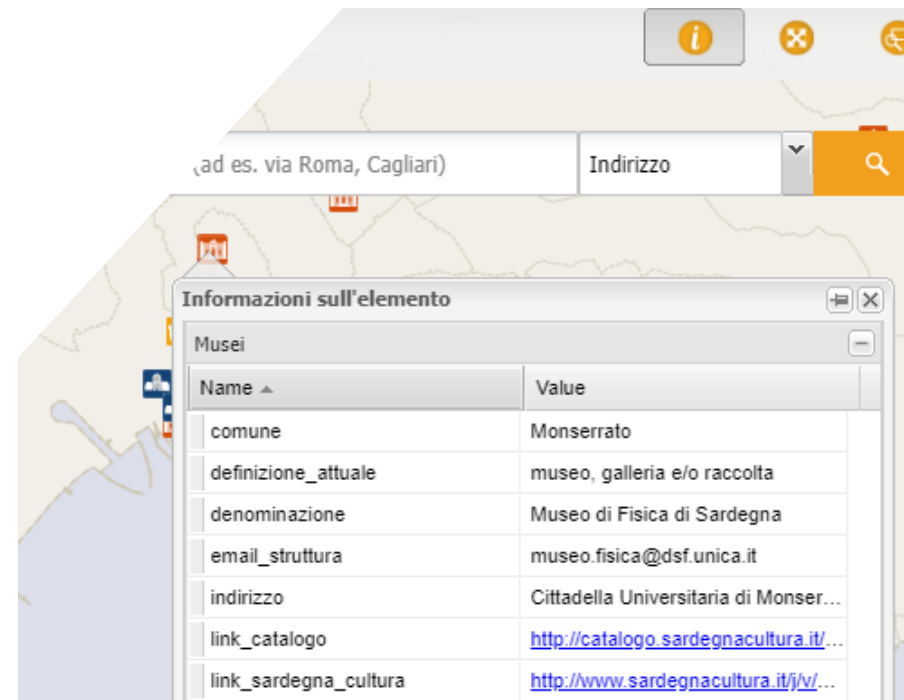 (ad es. via Roma, Cagliari) Indirizzo
Informazioni sull'elemento
Musei
Name Value
comune Monserrato
definizione_attuale museo, galleria e/o raccolta
denominazione Museo di Fisica di Sardegna
email_struttura museo.fisica@dsf.unica.it
indirizzo Cittadella Universitaria di Monser...
link_catalogo http://catalogo.sardegnacultura.it/...
link_sardegna_cultura http://www.sardegnacultura.it/j/v/...